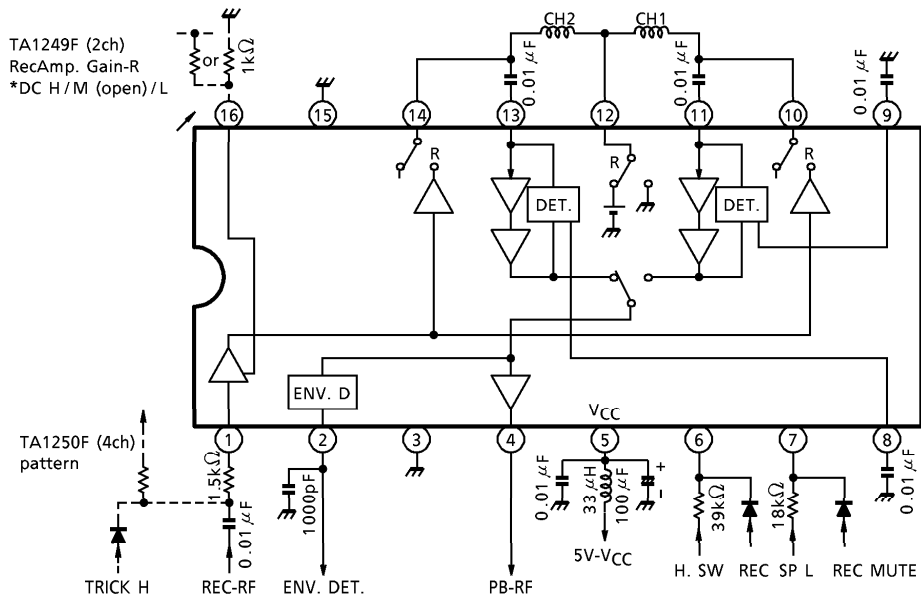 TA1249F (2ch)
RecAmp. Gain-R
*DC H/M (open)/L
or
1kΩ
CH2
CH1
0.01 μF
0.01 μF
0.01 μF
16
15
14
13
12
11
10
9
R
R
R
DET.
DET.
ENV. D
VCC
1
2
3
4
5
6
7
8
TA1250F (4ch)
pattern
1.5kΩ
0.01 μF
1000pF
0.01 μF
33 μH
100 μF
+
-
39kΩ
18kΩ
0.01 μF
5V-VCC
TRICK H
REC-RF
ENV. DET.
PB-RF
H. SW
REC
SP L
REC MUTE